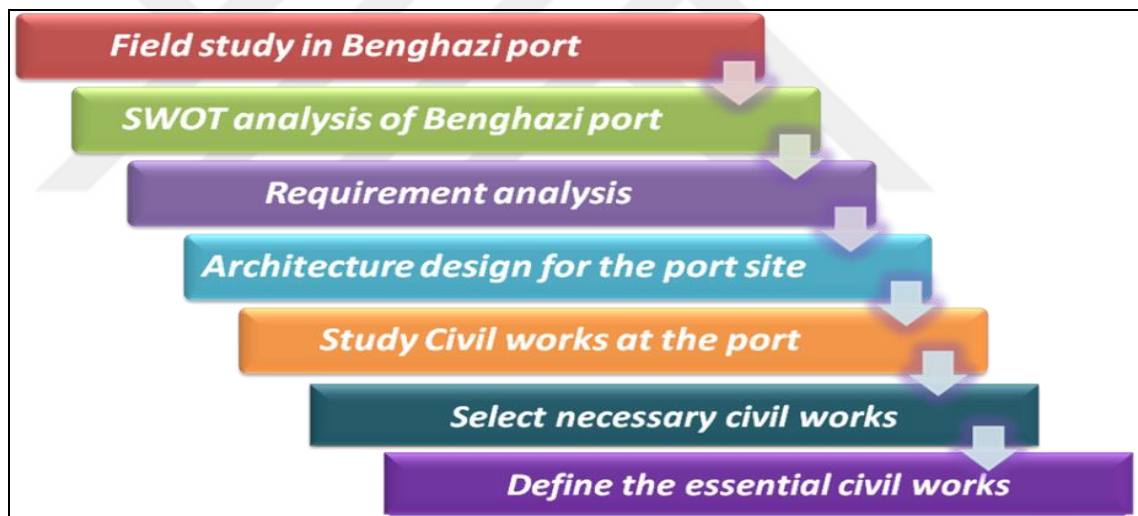 Field study in Benghazi port
SWOT analysis of Benghazi port
Requirement analysis
Architecture design for the port site
Study Civil works at the port
Select necessary civil works
Define the essential civil works